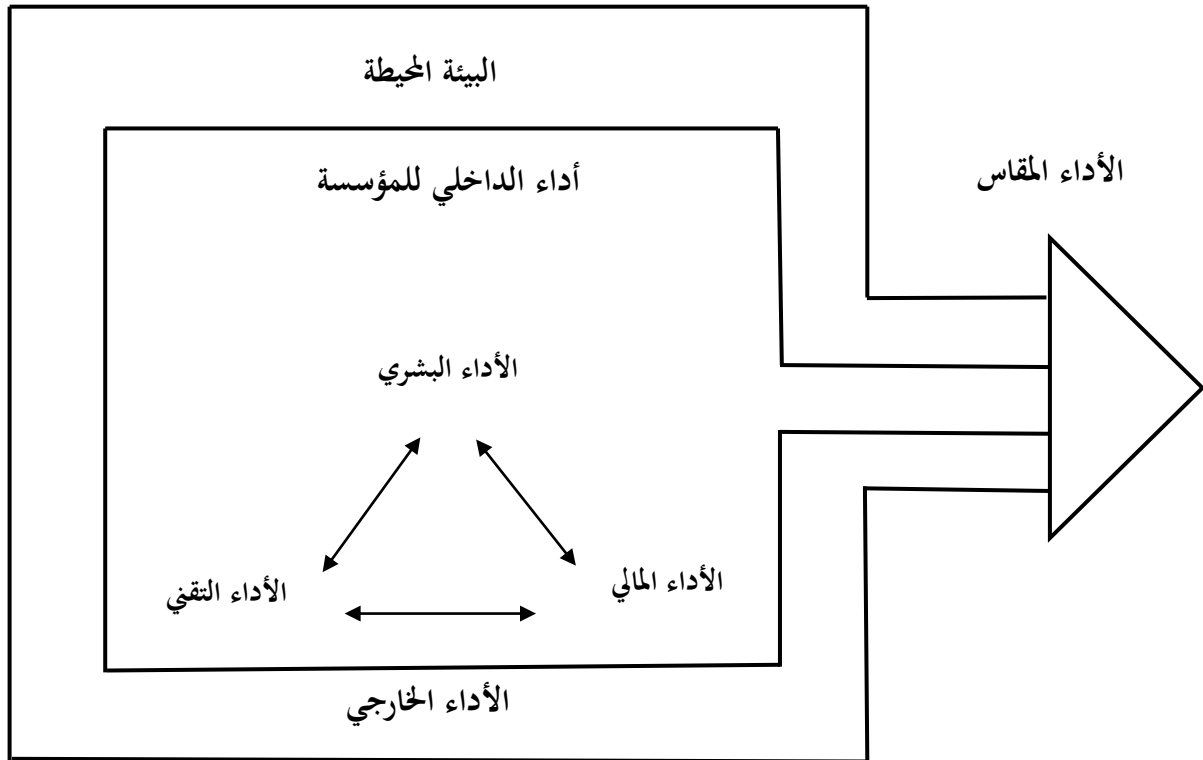 البيئة المحيطة
أداء الداخلي للمؤسسة
الأداء المقاس
الأداء البشري
الأداء المالي
الأداء التقني
الأداء الخارجي